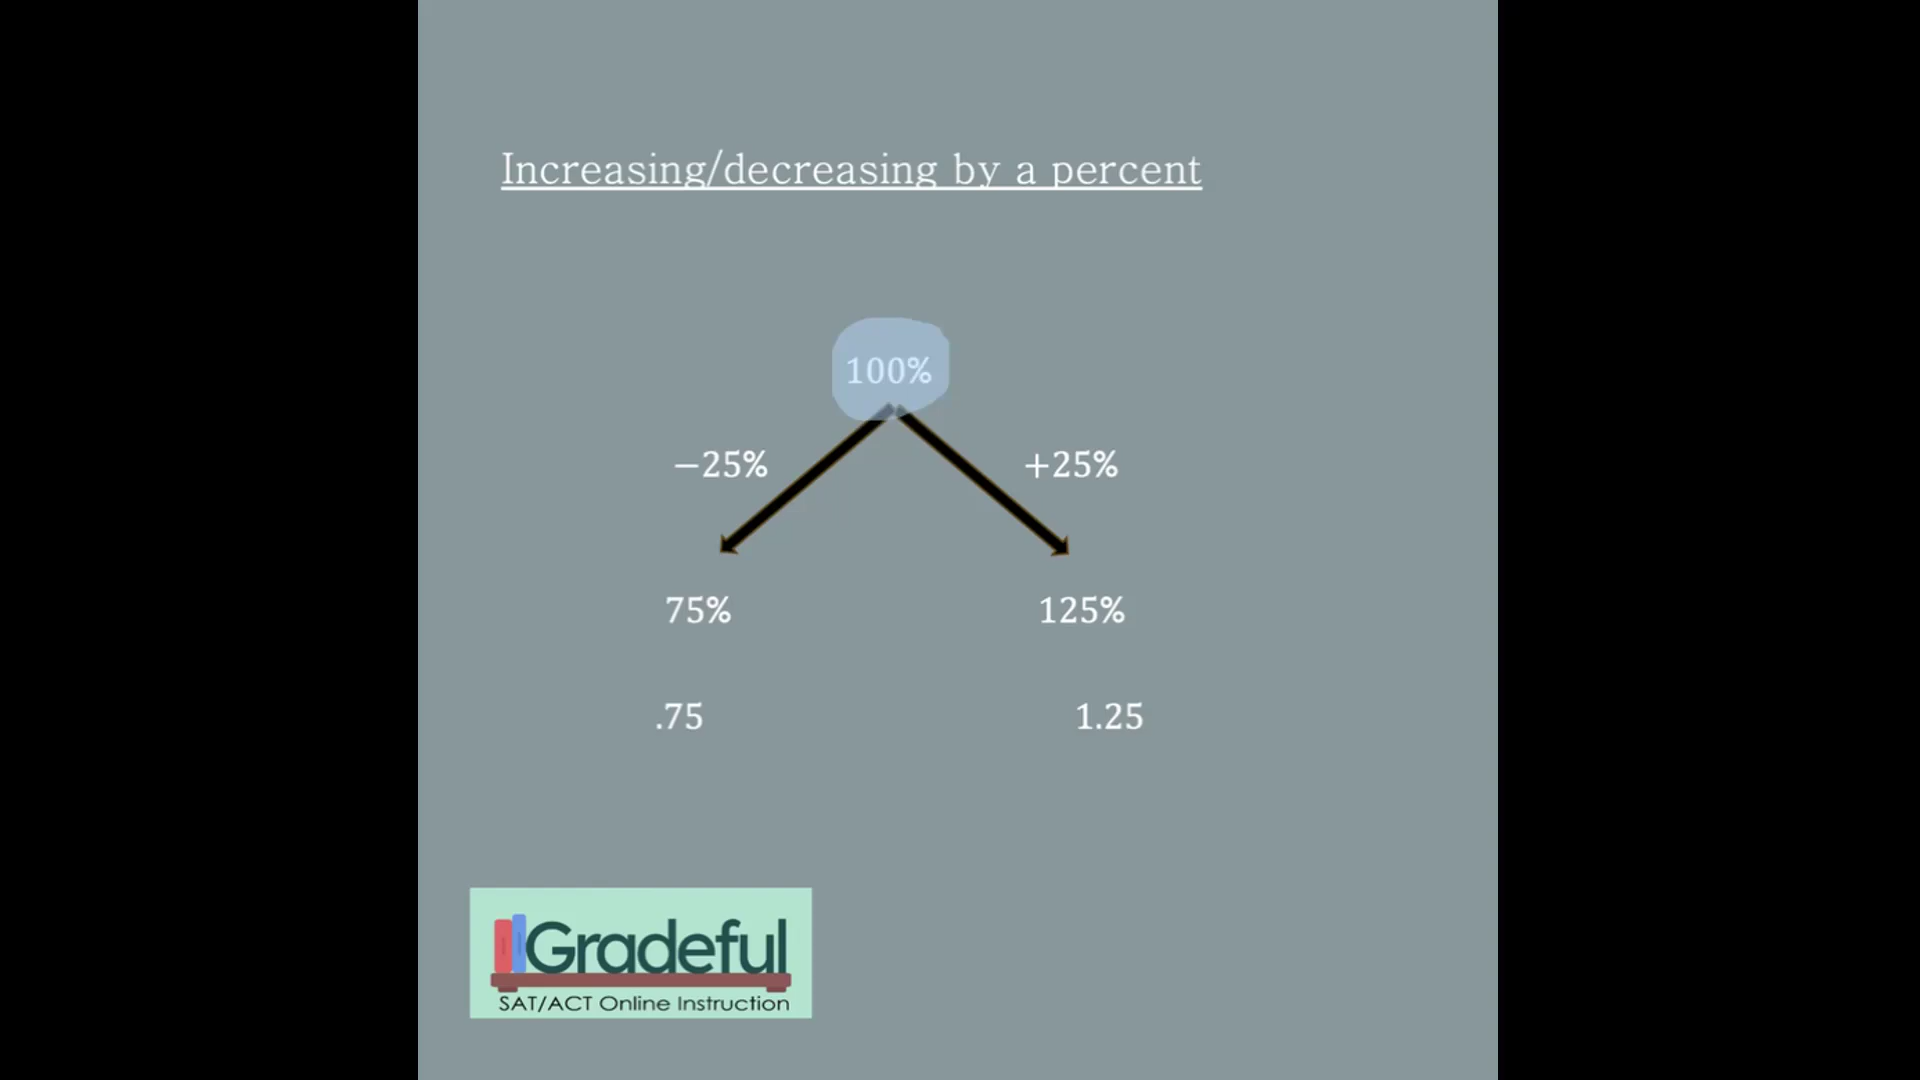 Increasing/decreasing by a percent
100%
−25%
+25%
75%
125%
.75
1.25
Gradeful
SAT/ACT Online Instruction